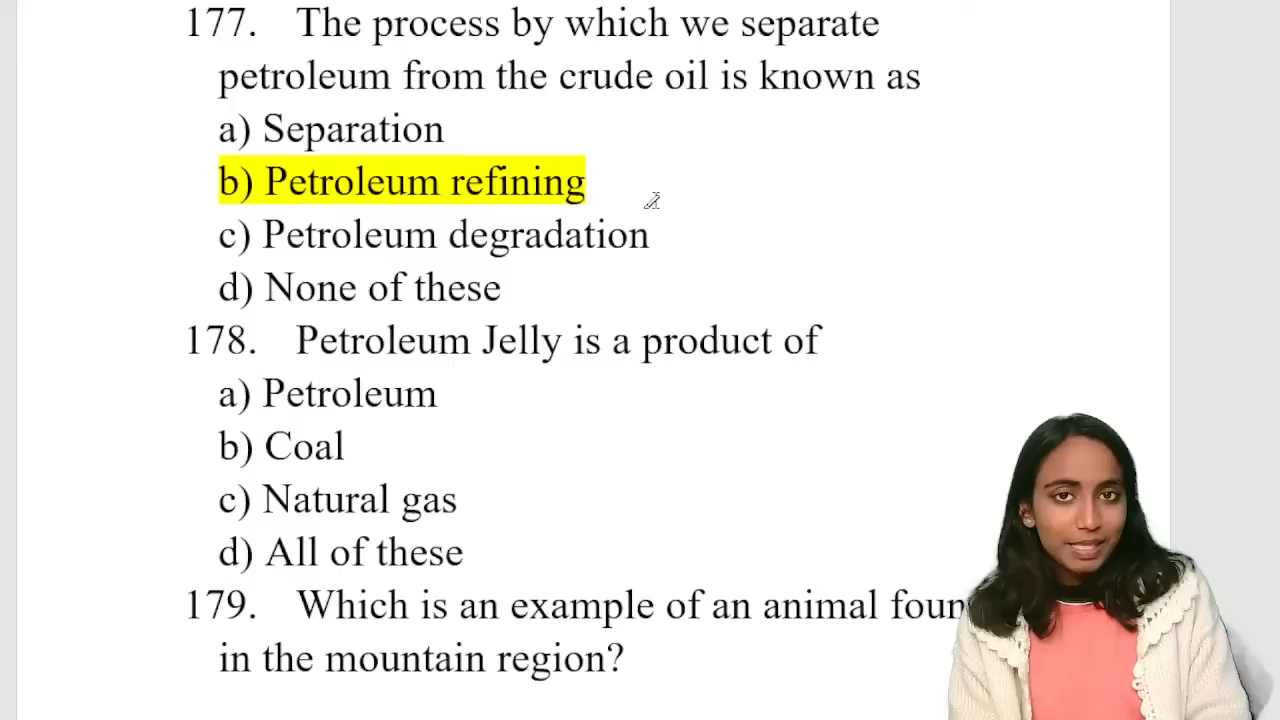 177. The process by which we separate
petroleum from the crude oil is known as
a) Separation
b) Petroleum refining
c) Petroleum degradation
d) None of these
178. Petroleum Jelly is a product of
a) Petroleum
b) Coal
c) Natural gas
d) All of these
179. Which is an example of an animal foun
in the mountain region?